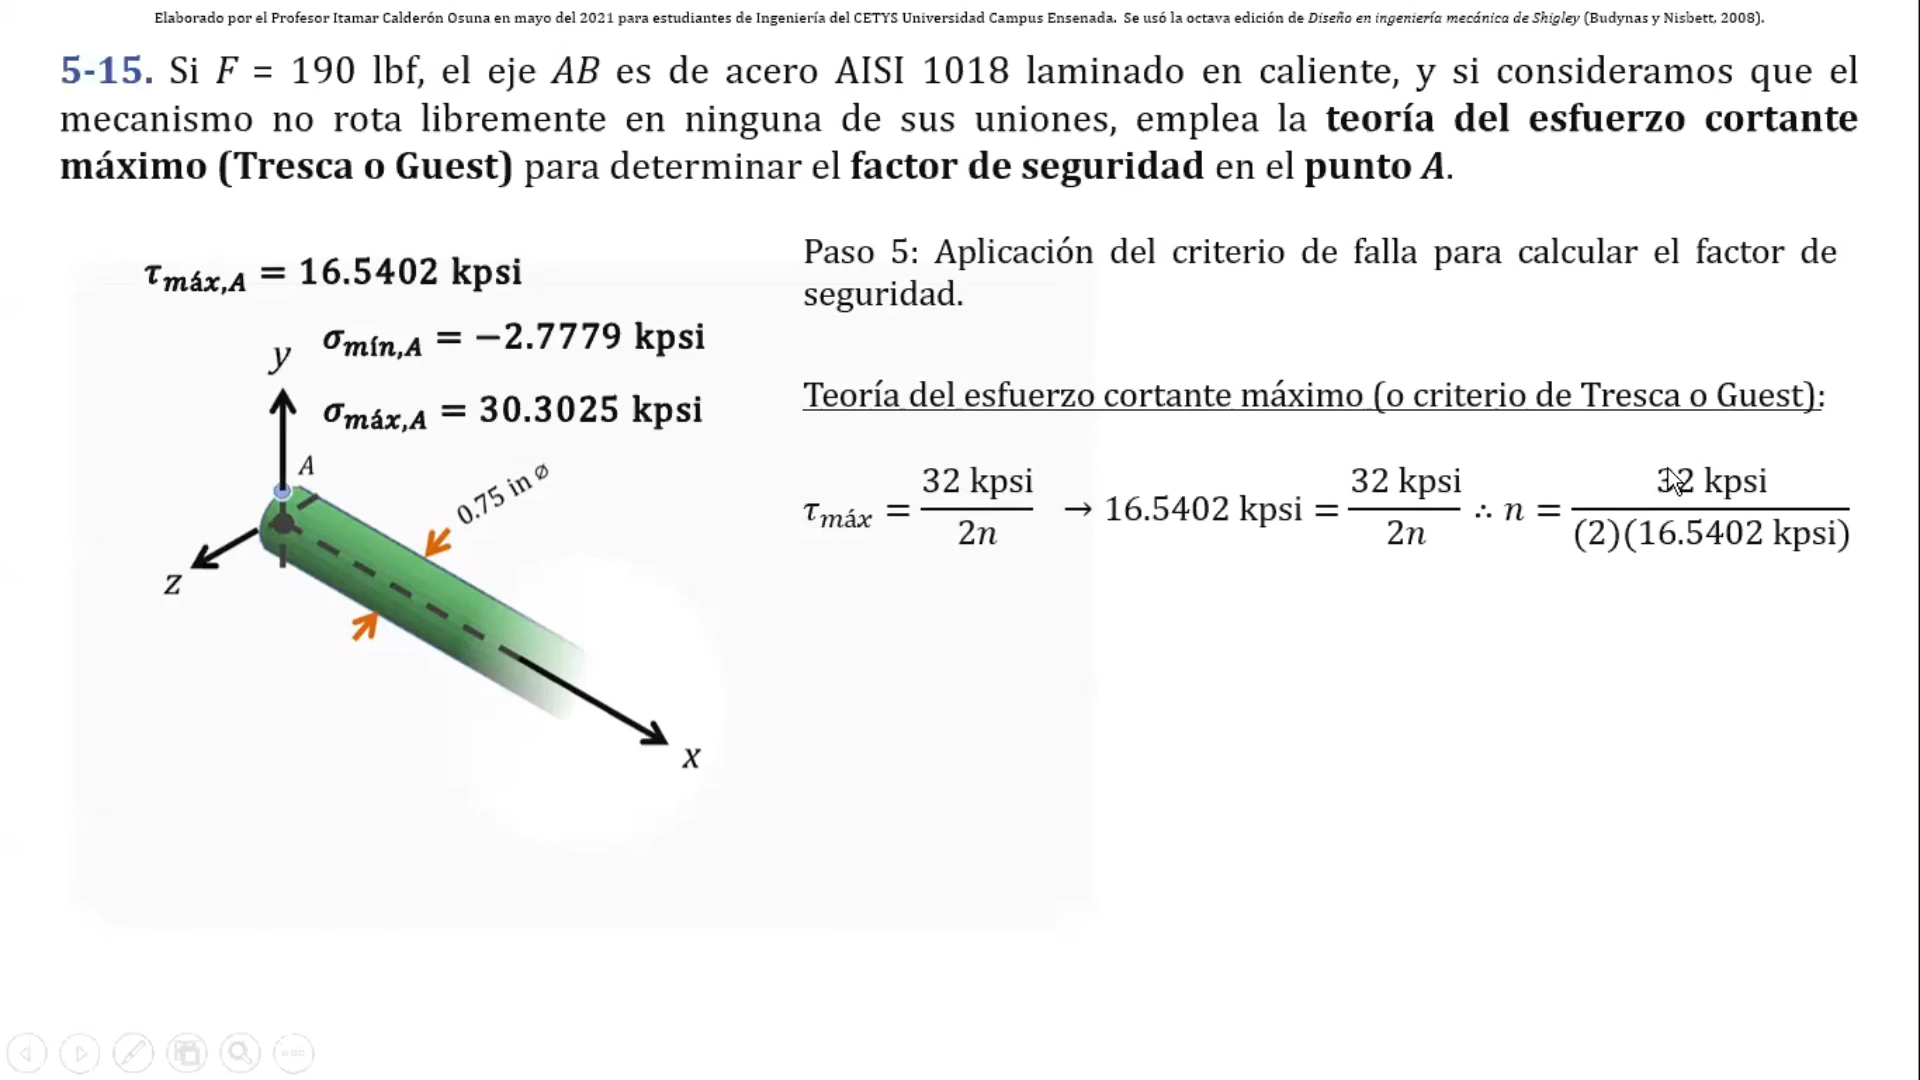 Elaborado por el Profesor Itamar Calderón Osuna en mayo del 2021 para estudiantes de Ingeniería del CETYS Universidad Campus Ensenada. Se usó la octava edición de Diseño en ingeniería mecánica de Shigley (Budynas y Nisbett, 2008).
5-15. Si F = 190 lbf, el eje AB es de acero AISI 1018 laminado en caliente, y si consideramos que el
mecanismo no rota libremente en ninguna de sus uniones, emplea la teoría del esfuerzo cortante
máximo (Tresca o Guest) para determinar el factor de seguridad en el punto A.
τmáx,A = 16.5402 kpsi
σmín,A = −2.7779 kpsi
σmáx,A = 30.3025 kpsi
y
A
0.75 in ⌀
z
x
Paso 5: Aplicación del criterio de falla para calcular el factor de
seguridad.
Teoría del esfuerzo cortante máximo (o criterio de Tresca o Guest):
τmáx = 32 kpsi / 2n → 16.5402 kpsi = 32 kpsi / 2n ∴ n = 32 kpsi / (2)(16.5402 kpsi)